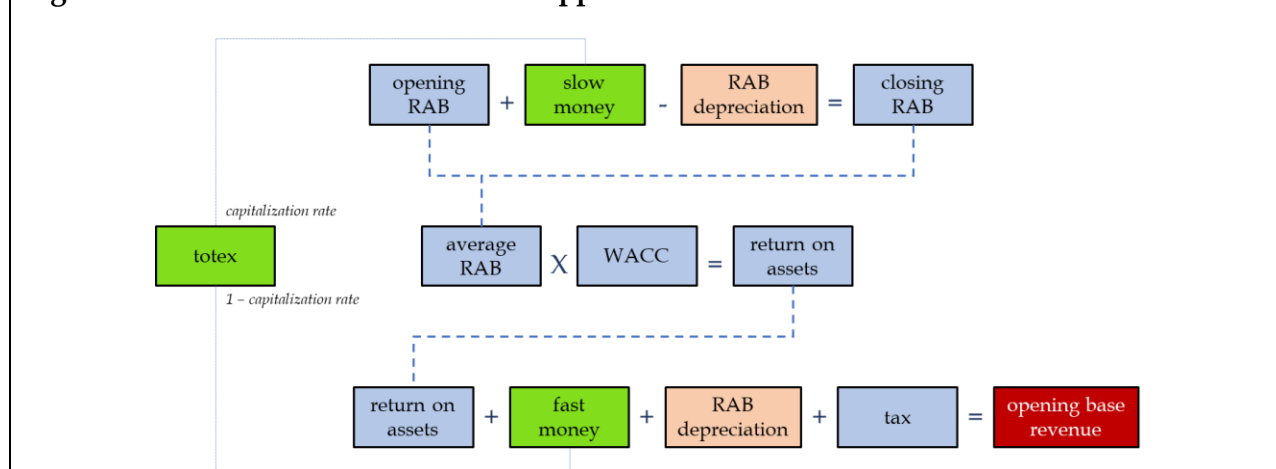 opening + slow - RAB = closing
RAB money depreciation RAB
capitalization rate
totex
average X WACC = return on
RAB assets
1 – capitalization rate
return on + fast + RAB + tax = opening base
assets money depreciation revenue